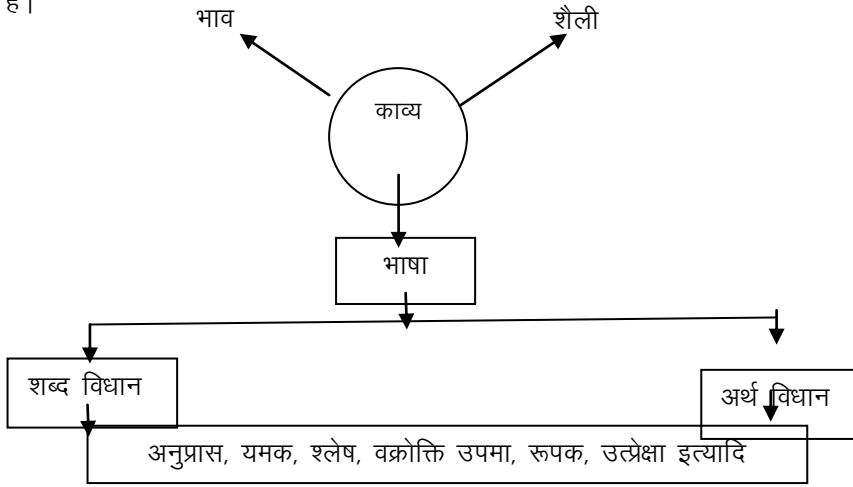 है।
भाव
शैली
काव्य
भाषा
शब्द विधान
अर्थ विधान
अनुप्रास, यमक, श्लेष, वक्रोक्ति उपमा, रूपक, उत्प्रेक्षा इत्यादि